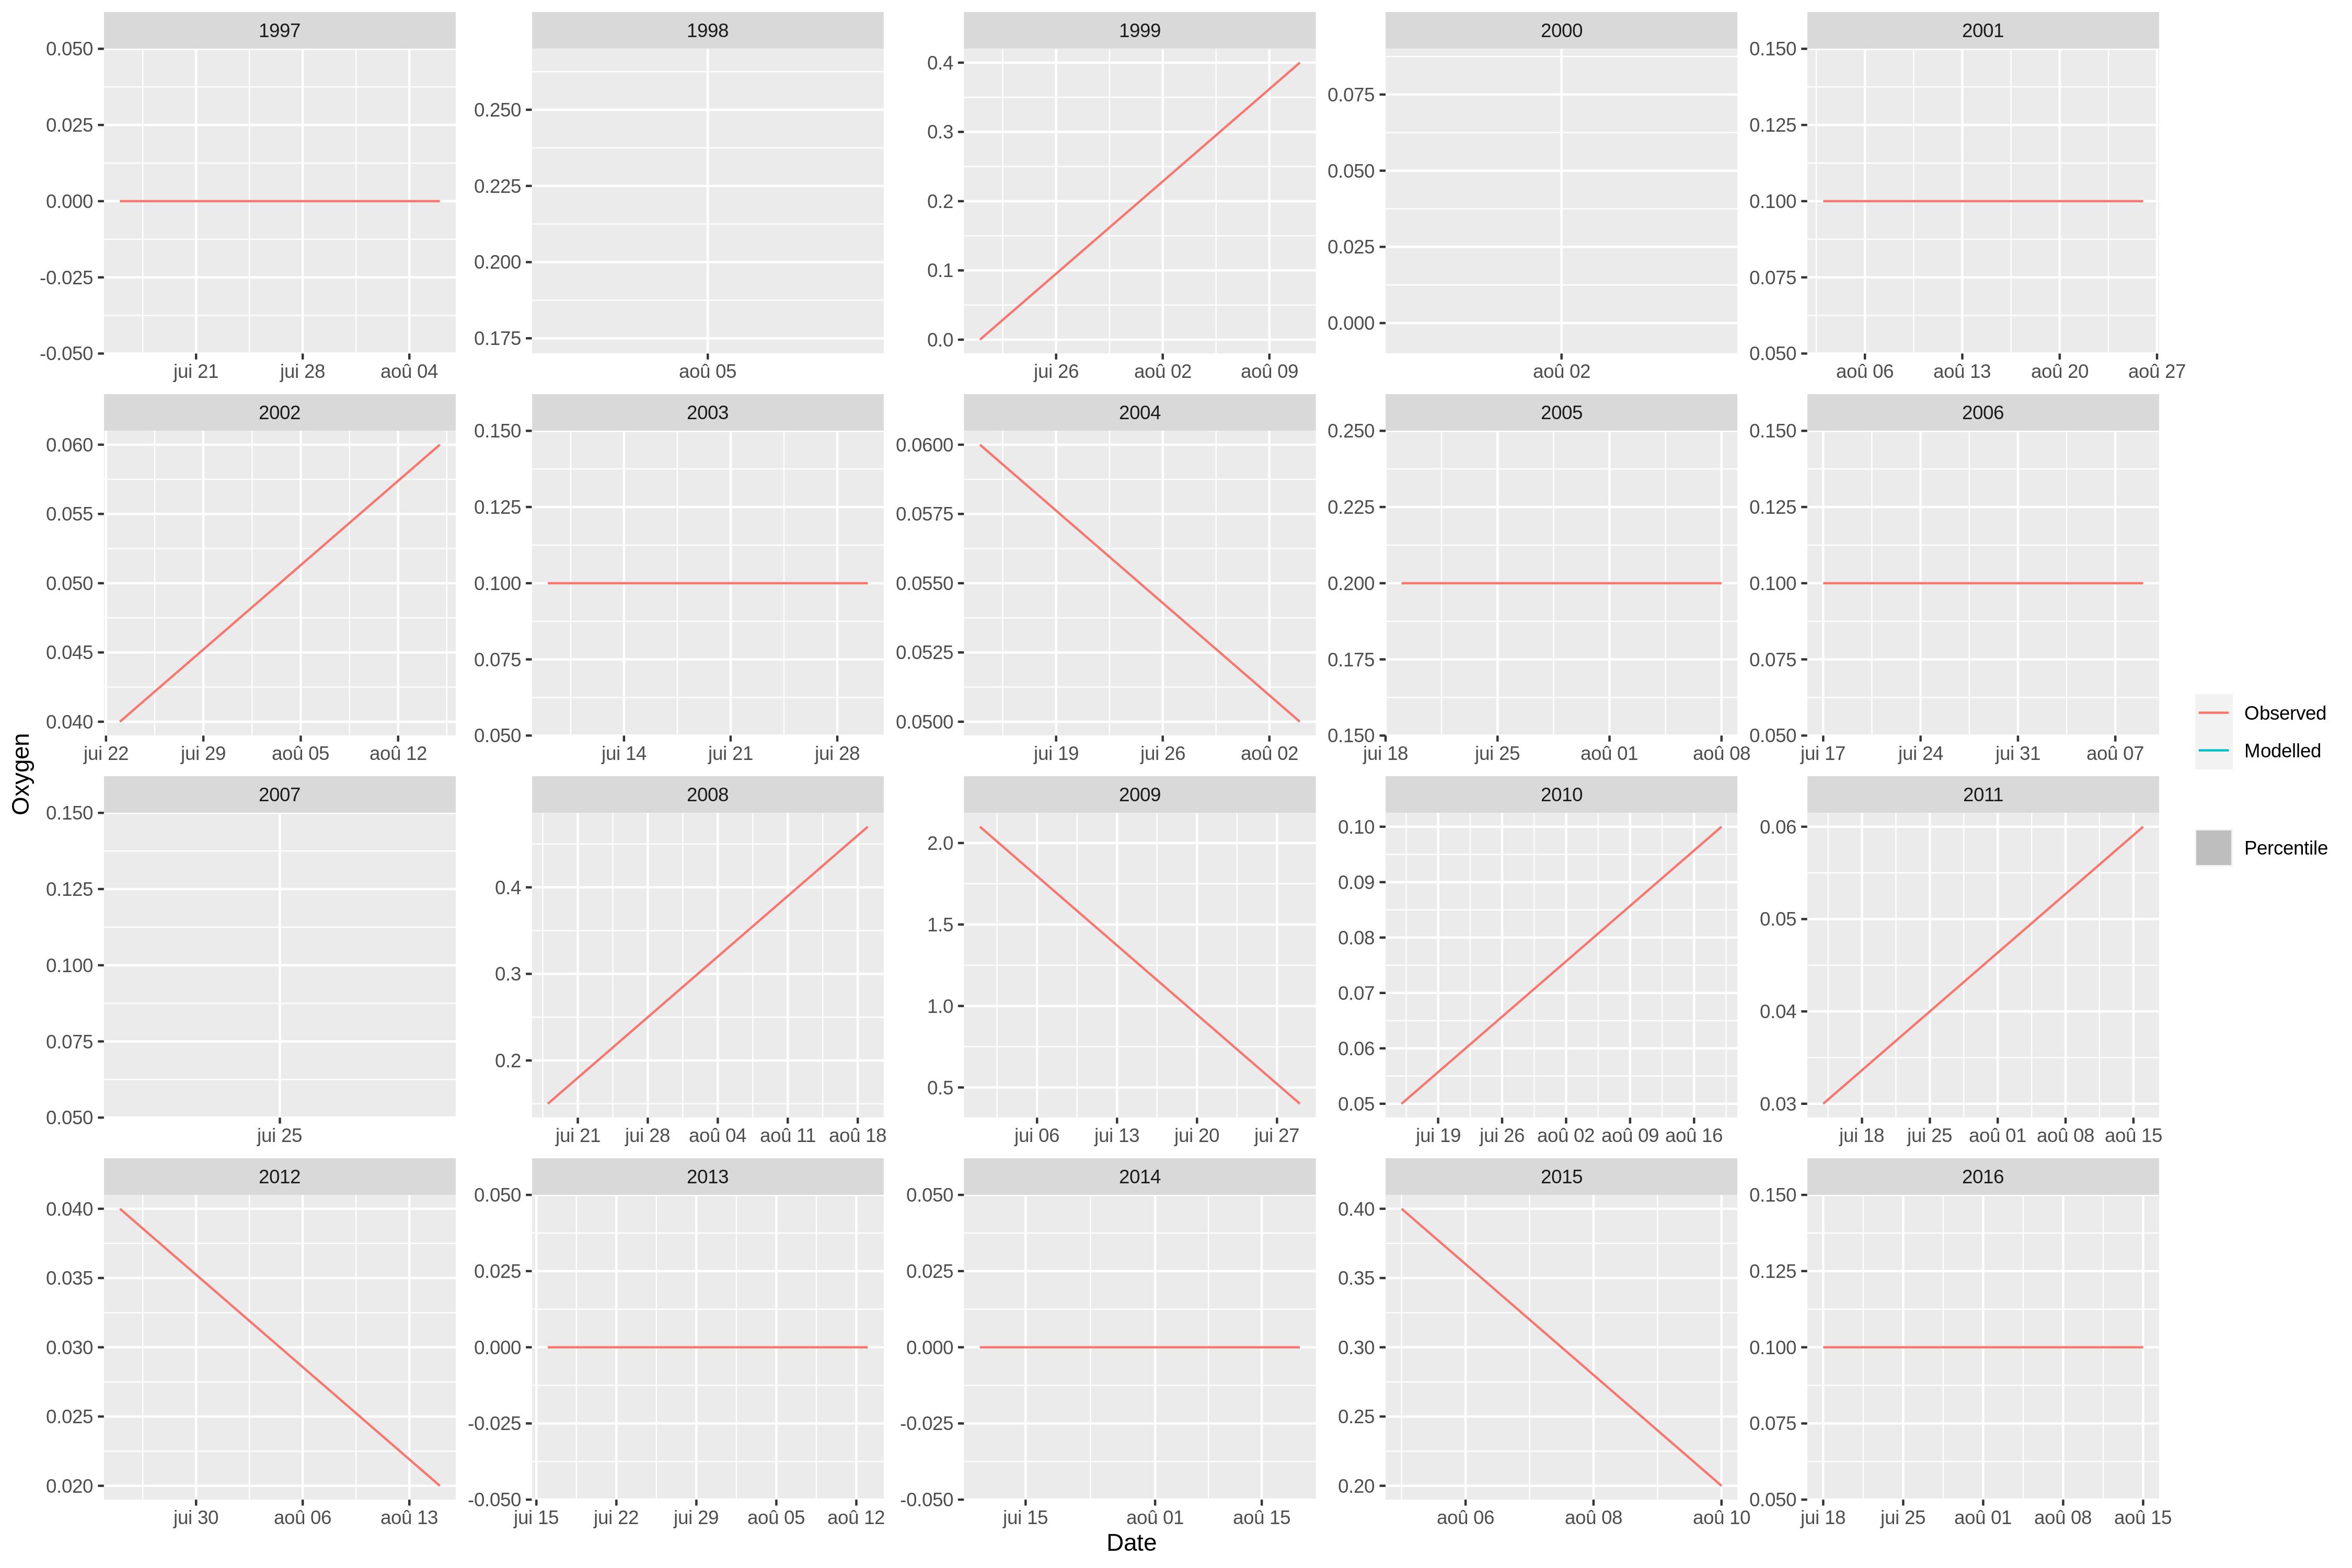 1997 1998 1999 2000 2001
0.050 0.025 0.000 -0.025 -0.050
0.250 0.225 0.200 0.175
0.4 0.3 0.2 0.1 0.0
0.075 0.050 0.025 0.000
0.150 0.125 0.100 0.075 0.050
jui 21 jui 28 aoû 04
aoû 05
jui 26 aoû 02 aoû 09
aoû 02
aoû 06 aoû 13 aoû 20 aoû 27
2002 2003 2004 2005 2006
0.060 0.055 0.050 0.045 0.040
0.150 0.125 0.100 0.075 0.050
0.0600 0.0575 0.0550 0.0525 0.0500
0.250 0.225 0.200 0.175 0.150
0.150 0.125 0.100 0.075 0.050
jui 22 jui 29 aoû 05 aoû 12
jui 14 jui 21 jui 28
jui 19 jui 26 aoû 02
jui 18 jui 25 aoû 01 aoû 08
jui 17 jui 24 jui 31 aoû 07
2007 2008 2009 2010 2011
0.150 0.125 0.100 0.075 0.050
0.4 0.3 0.2
2.0 1.5 1.0 0.5
0.10 0.09 0.08 0.07 0.06 0.05
0.06 0.05 0.04 0.03
jui 25
jui 21 jui 28 aoû 04 aoû 11 aoû 18
jui 06 jui 13 jui 20 jui 27
jui 19 jui 26 aoû 02 aoû 09 aoû 16
jui 18 jui 25 aoû 01 aoû 08 aoû 15
2012 2013 2014 2015 2016
0.040 0.035 0.030 0.025 0.020
0.050 0.025 0.000 -0.025 -0.050
0.050 0.025 0.000 -0.025 -0.050
0.40 0.35 0.30 0.25 0.20
0.150 0.125 0.100 0.075 0.050
jui 30 aoû 06 aoû 13
jui 15 jui 22 jui 29 aoû 05 aoû 12
jui 15 aoû 01 aoû 15
aoû 06 aoû 08 aoû 10
jui 18 jui 25 aoû 01 aoû 08 aoû 15
Oxygen
Date
Observed
Modelled
Percentile